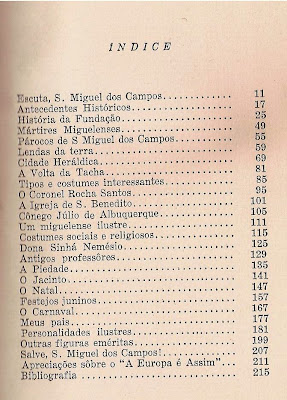 ÍNDICE
Escuta, S. Miguel dos Campos............ 11
Antecedentes Históricos................. 17
História da Fundação.................... 25
Mártires Miguelenses.................... 49
Párocos de S Miguel dos Campos.......... 55
Lendas da terra......................... 59
Cidade Heráldica........................ 69
A Volta da Tacha........................ 81
Tipos e costumes interessantes.......... 85
O Coronel Rocha Santos.................. 95
A Igreja de S. Benedito................. 101
Cônego Júlio de Albuquerque............. 105
Um miguelense ilustre................... 111
Costumes sociais e religiosos........... 115
Dona Sinhá Nemésio...................... 125
Antigos professôres..................... 129
A Piedade............................... 135
O Jacinto............................... 141
O Natal................................. 147
Festejos juninos........................ 157
O Carnaval.............................. 167
Meus pais............................... 177
Personalidades ilustres................. 181
Outras figuras eméritas................. 199
Salve, S. Miguel dos Campos!............ 207
Apreciações sôbre o "A Europa é Assim"... 211
Bibliografia ........................... 215